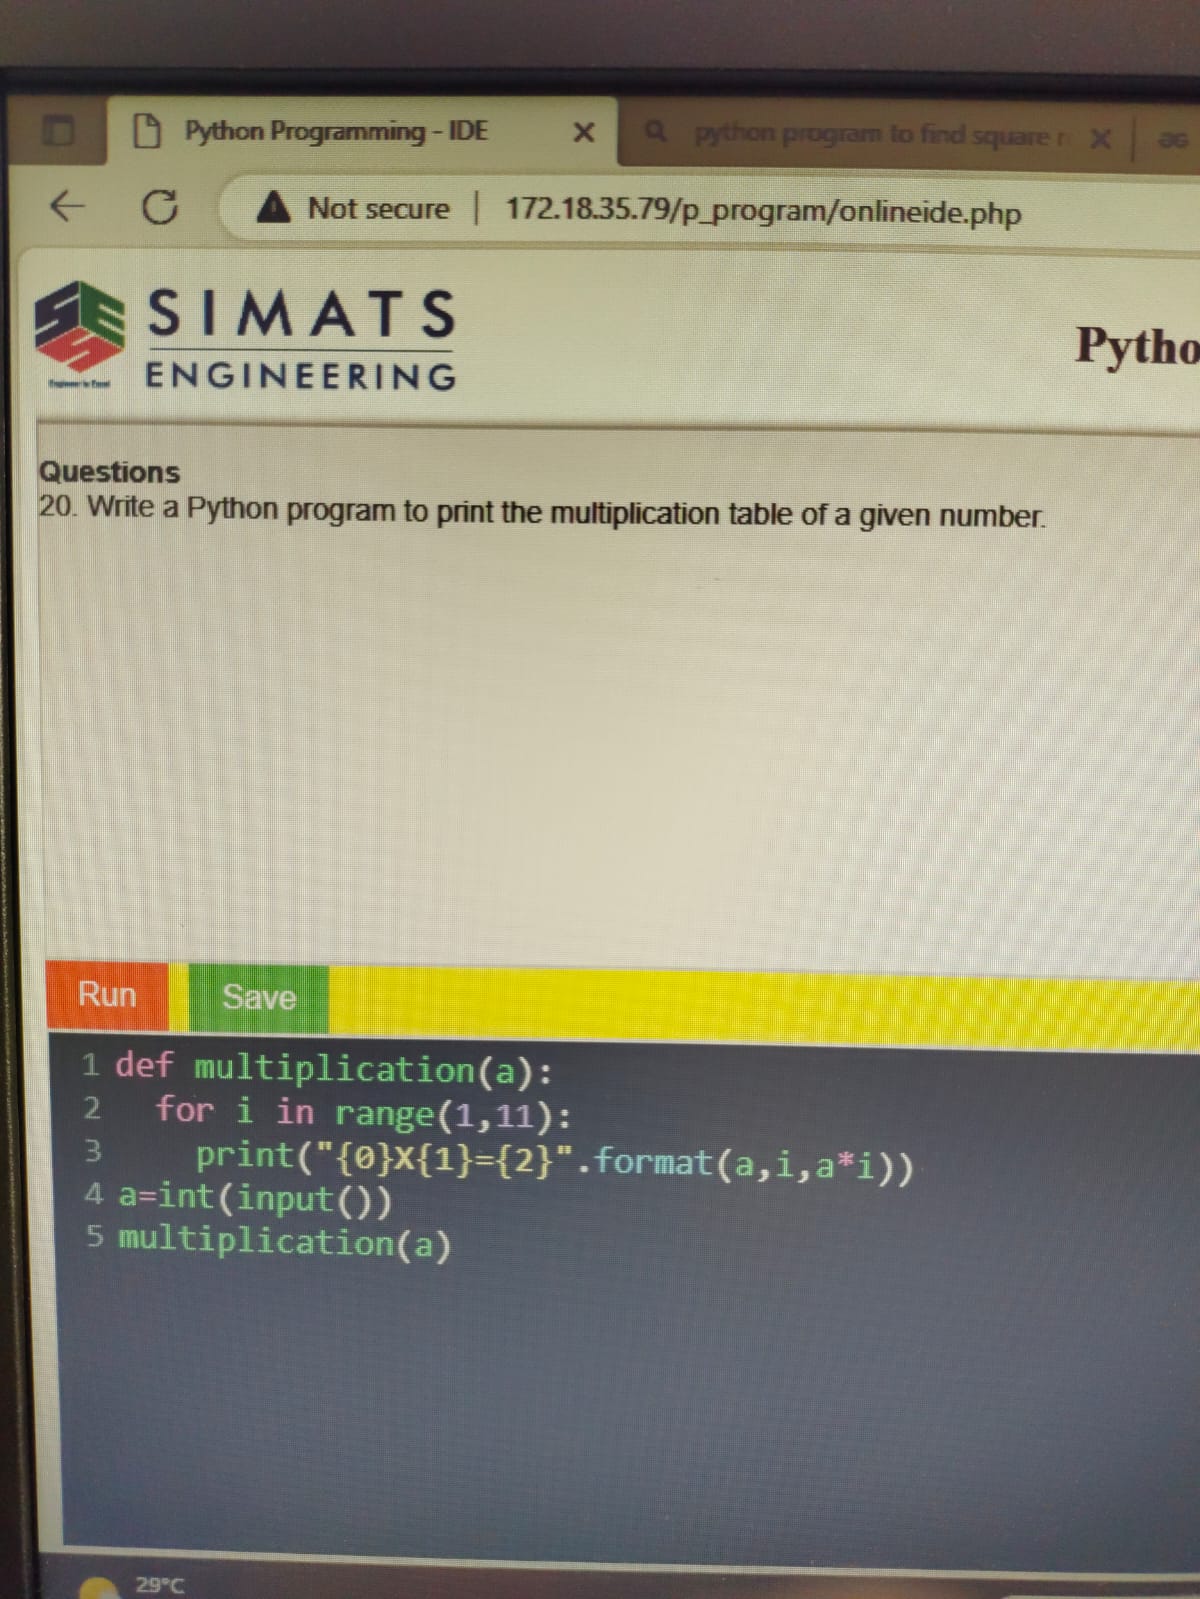 Python Programming - IDE
python program to find square r
Not secure
172.18.35.79/p_program/onlineide.php
SIMATS
ENGINEERING
Pytho
Questions
20. Write a Python program to print the multiplication table of a given number.
Run Save
1 def multiplication(a):
2 for i in range(1,11):
3 print("{0}X{1}={2}".format(a,i,a*i))
4 a=int(input())
5 multiplication(a)
29°C